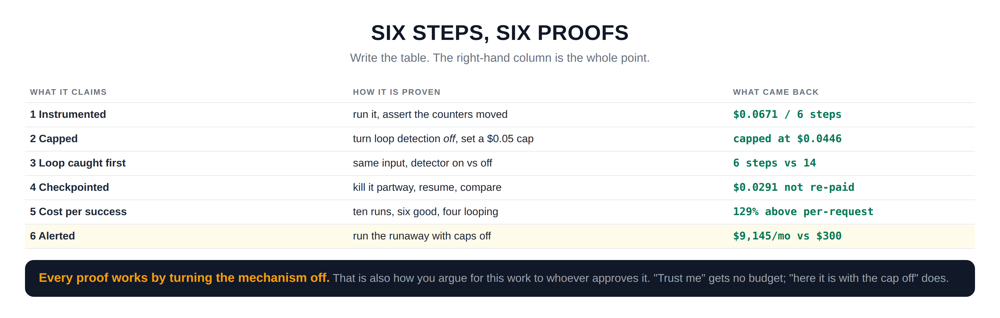 SIX STEPS, SIX PROOFS
Write the table. The right-hand column is the whole point.
WHAT IT CLAIMS HOW IT IS PROVEN WHAT CAME BACK
1 Instrumented run it, assert the counters moved $0.0671 / 6 steps
2 Capped turn loop detection off, set a $0.05 cap capped at $0.0446
3 Loop caught first same input, detector on vs off 6 steps vs 14
4 Checkpointed kill it partway, resume, compare $0.0291 not re-paid
5 Cost per success ten runs, six good, four looping 129% above per-request
6 Alerted run the runaway with caps off $9,145/mo vs $300
Every proof works by turning the mechanism off. That is also how you argue for this work to whoever approves it. "Trust me" gets no budget; "here it is with the cap off" does.